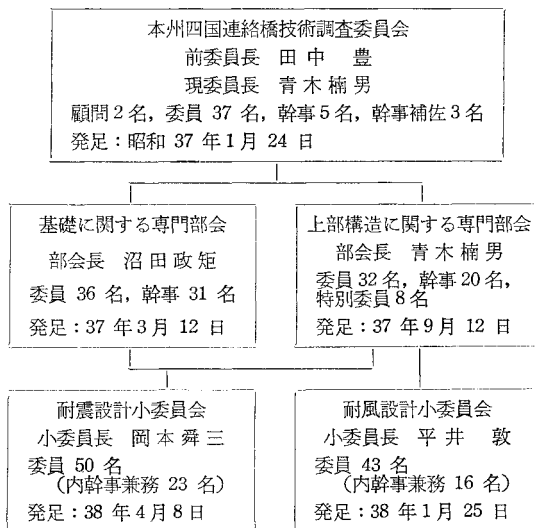 本州四国連絡橋技術調査委員会
前委員長 田中 豊
現委員長 青木楠男
顧問2名，委員 37 名，幹事5名，幹事補佐3名
発足：昭和 37 年1月 24 日
基礎に関する専門部会
部会長 沼田政矩
委員 36 名，幹事 31 名
発足：37 年3月 12 日
上部構造に関する専門部会
部会長 青木楠男
委員32名，幹事20名，
特別委員8名
発足：37年9月 12 日
耐震設計小委員会
小委員長 岡本舜三
委員 50 名
（内幹事兼務 23 名）
発足：38 年4月8日
耐風設計小委員会
小委員長 平井 敦
委員 43 名
（内幹事兼務 16 名）
発足：38 年1月 25 日